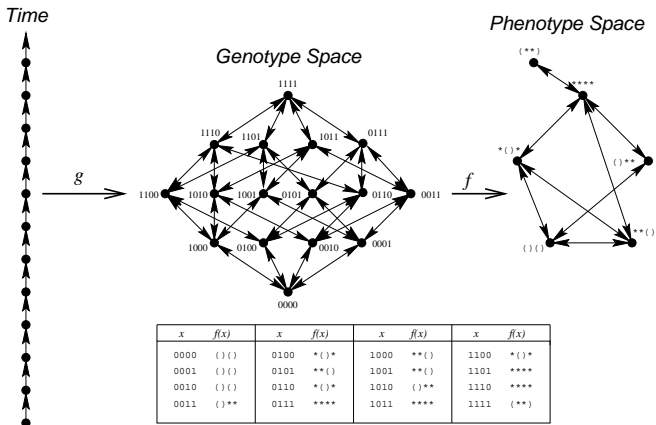 Time
Phenotype Space
(**)
Genotype Space
****
1111
1110
1101
1011
0111
*()*
()**
g
f
1100
1010
1001
0101
0110
0011
1000
0100
0010
0001
()()
**()
0000
x f(x) x f(x) x f(x) x f(x)
0000 ()() 0100 *()* 1000 **() 1100 *()*
0001 ()() 0101 **() 1001 **() 1101 ****
0010 ()() 0110 *()* 1010 ()** 1110 ****
0011 ()** 0111 **** 1011 **** 1111 (**)